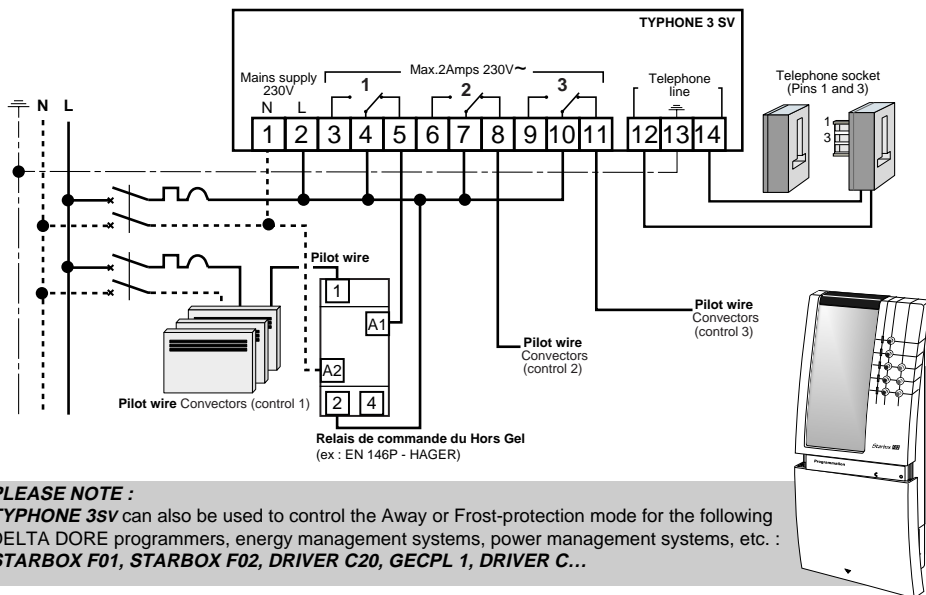 TYPHONE 3 SV
Mains supply
230V
N L
Max.2Amps 230V~
1 2 3
Telephone
line
Telephone socket
(Pins 1 and 3)
N L
1 2 3 4 5 6 7 8 9 10 11 12 13 14
1
3
Pilot wire
1
A1
A2
2 4
Pilot wire
Convectors
(control 3)
Pilot wire
Convectors
(control 2)
Pilot wire Convectors (control 1)
Relais de commande du Hors Gel
(ex : EN 146P - HAGER)
Starbox
Programmation
PLEASE NOTE :
TYPHONE 3SV can also be used to control the Away or Frost-protection mode for the following
DELTA DORE programmers, energy management systems, power management systems, etc. :
STARBOX F01, STARBOX F02, DRIVER C20, GECPL 1, DRIVER C...